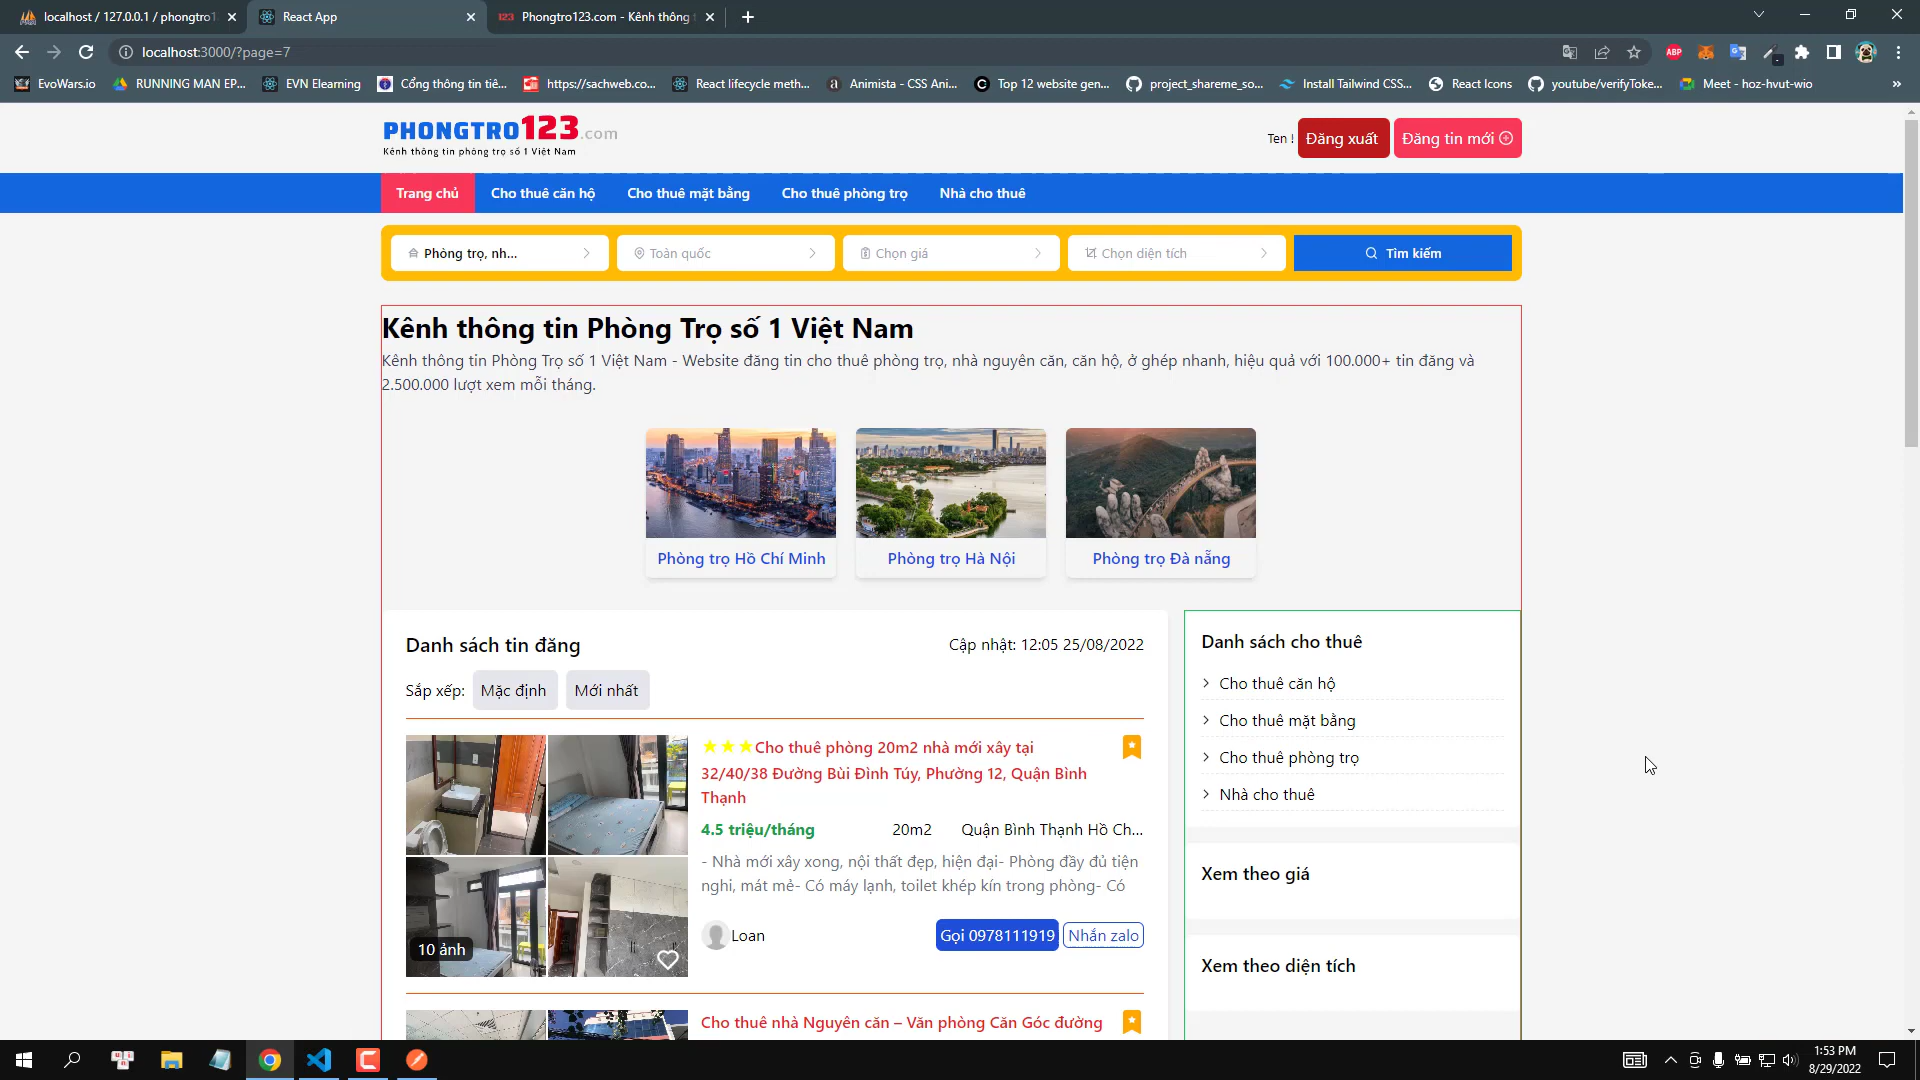 localhost / 127.0.0.1 / phongtro1
React App
Phongtro123.com - Kênh thông t
localhost:3000/?page=7
EvoWars.io
RUNNING MAN EP...
EVN Elearning
Cổng thông tin tiê...
https://sachweb.co...
React lifecycle meth...
Animista - CSS Ani...
Top 12 website gen...
project_shareme_so...
Install Tailwind CSS...
React Icons
youtube/verifyToke...
Meet - hoz-hvut-wio
PHONGTRO123.com
Kênh thông tin phòng trọ số 1 Việt Nam
Ten !
Đăng xuất
Đăng tin mới
Trang chủ
Cho thuê căn hộ
Cho thuê mặt bằng
Cho thuê phòng trọ
Nhà cho thuê
Phòng trọ, nh...
Toàn quốc
Chọn giá
Chọn diện tích
Tìm kiếm
Kênh thông tin Phòng Trọ số 1 Việt Nam
Kênh thông tin Phòng Trọ số 1 Việt Nam - Website đăng tin cho thuê phòng trọ, nhà nguyên căn, căn hộ, ở ghép nhanh, hiệu quả với 100.000+ tin đăng và
2.500.000 lượt xem mỗi tháng.
Phòng trọ Hồ Chí Minh
Phòng trọ Hà Nội
Phòng trọ Đà nẵng
Danh sách tin đăng
Cập nhật: 12:05 25/08/2022
Sắp xếp:
Mặc định
Mới nhất
Cho thuê phòng 20m2 nhà mới xây tại
32/40/38 Đường Bùi Đình Túy, Phường 12, Quận Bình
Thạnh
4.5 triệu/tháng
20m2
Quận Bình Thạnh Hồ Ch...
- Nhà mới xây xong, nội thất đẹp, hiện đại- Phòng đầy đủ tiện
nghi, mát mẻ- Có máy lạnh, toilet khép kín trong phòng- Có
10 ảnh
Loan
Gọi 0978111919
Nhắn zalo
Cho thuê nhà Nguyên căn – Văn phòng Căn Góc đường
Danh sách cho thuê
Cho thuê căn hộ
Cho thuê mặt bằng
Cho thuê phòng trọ
Nhà cho thuê
Xem theo giá
Xem theo diện tích
1:53 PM
8/29/2022